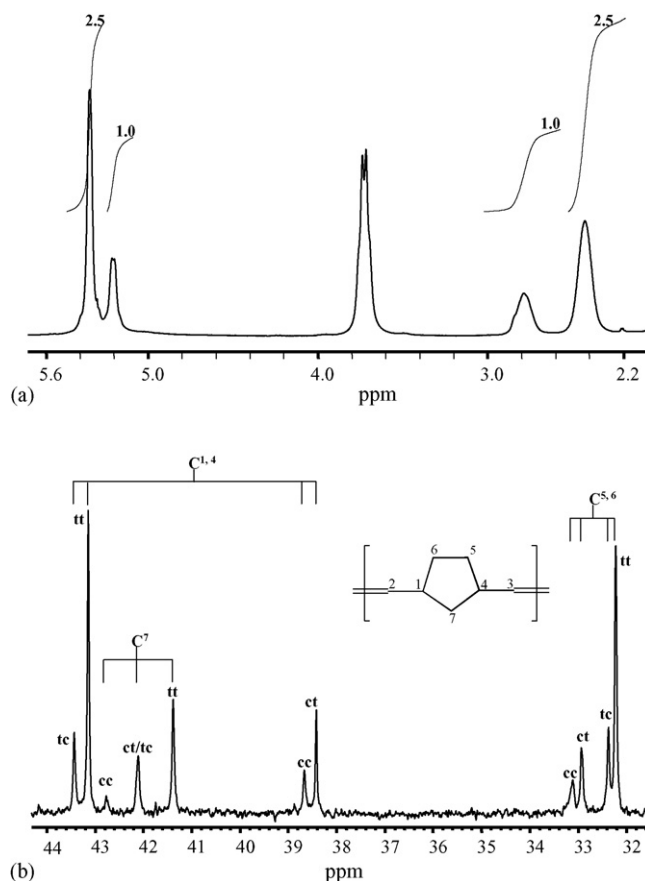 2.5
1.0
1.0
2.5
5.6 5.0 4.0 3.0 2.2
(a)
ppm
C1, 4
C5, 6
tt
tt
6 5
2 1 4 3
7
C7
tt
tc
cc
ct/tc
cc
ct
cc
ct
tc
44 43 42 41 40 39 38 37 36 35 34 33 32
(b)
ppm